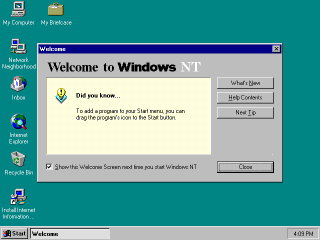 My Computer
My Briefcase
Network
Neighborhood
Inbox
Internet
Explorer
Recycle Bin
Install Internet
Information...
Welcome
Welcome to Windows NT
Did you know...
To add a program to your Start menu, you can
drag the program's icon to the Start button.
What's New
Help Contents
Next Tip
Show this Welcome Screen next time you start Windows NT
Close
Start
Welcome
4:09 PM